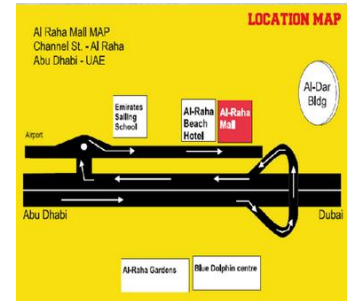 LOCATION MAP
Al Raha Mall MAP
Channel St. - Al Raha
Abu Dhabi - UAE
Al-Dar
Bldg
Emirates
Sailing
School
Al-Raha
Beach
Hotel
Al-Raha
Mall
Airport
Abu Dhabi
Dubai
Al-Raha Gardens
Blue Dolphin centre